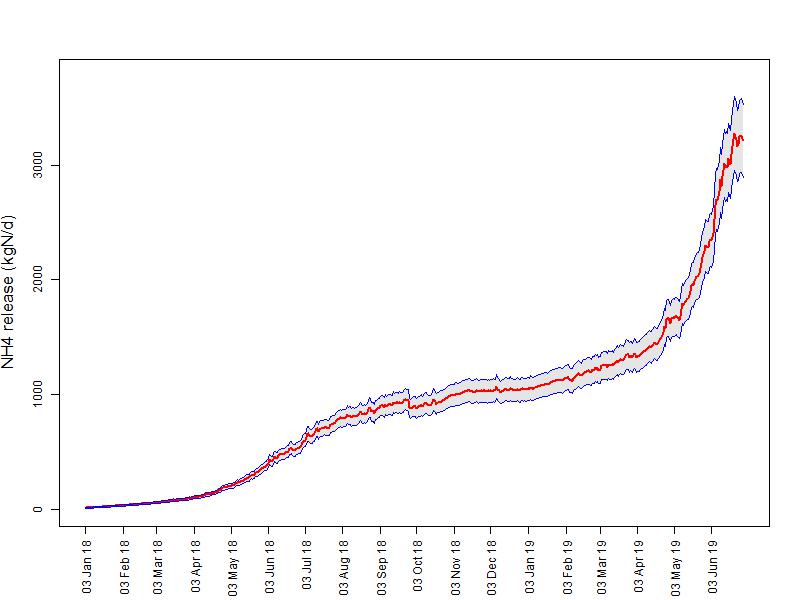 NH4 release (kgN/d)
3000
2000
1000
0
03 Jan 18
03 Feb 18
03 Mar 18
03 Apr 18
03 May 18
03 Jun 18
03 Jul 18
03 Aug 18
03 Sep 18
03 Oct 18
03 Nov 18
03 Dec 18
03 Jan 19
03 Feb 19
03 Mar 19
03 Apr 19
03 May 19
03 Jun 19